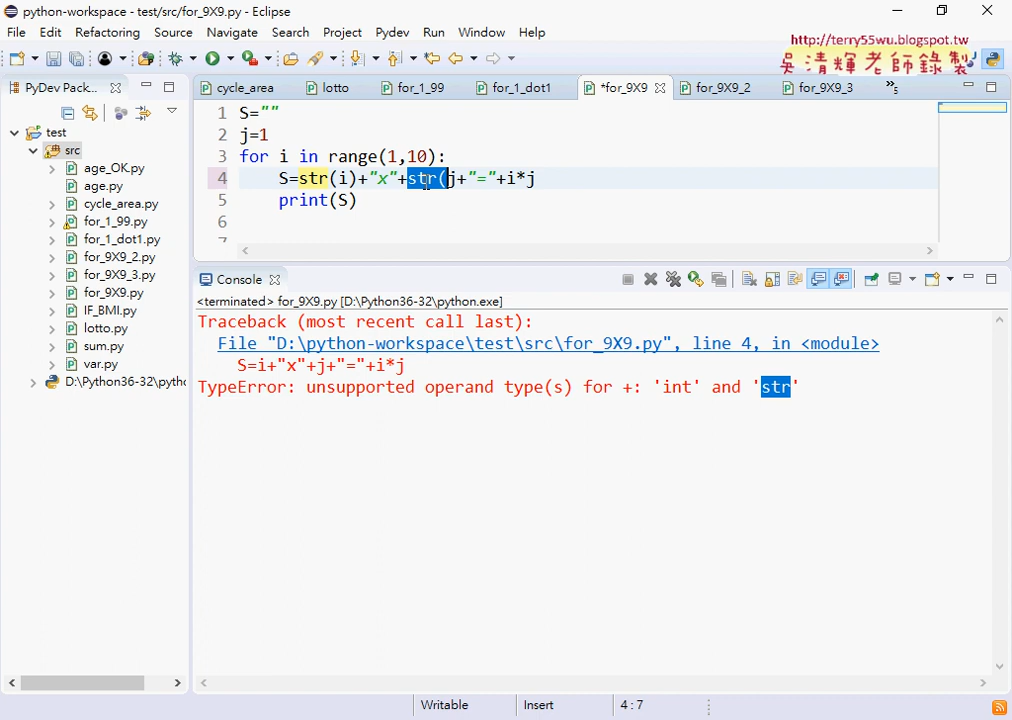 python-workspace - test/src/for_9X9.py - Eclipse
File Edit Refactoring Source Navigate Search Project Pydev Run Window Help
http://terry55wu.blogspot.tw
吳清輝老師錄製
PyDev Pack...
cycle_area lotto for_1_99 for_1_dot1 *for_9X9 for_9X9_2 for_9X9_3 »5
test
src
age_OK.py
age.py
cycle_area.py
for_1_99.py
for_1_dot1.py
for_9X9_2.py
for_9X9_3.py
for_9X9.py
IF_BMI.py
lotto.py
sum.py
var.py
D:\Python36-32\pytho
1 S=""
2 j=1
3 for i in range(1,10):
4 S=str(i)+"x"+str(j+"="+i*j
5 print(S)
6
7
Console
<terminated> for_9X9.py [D:\Python36-32\python.exe]
Traceback (most recent call last):
File "D:\python-workspace\test\src\for_9X9.py", line 4, in <module>
S=i+"x"+j+"="+i*j
TypeError: unsupported operand type(s) for +: 'int' and 'str'
Writable Insert 4 : 7